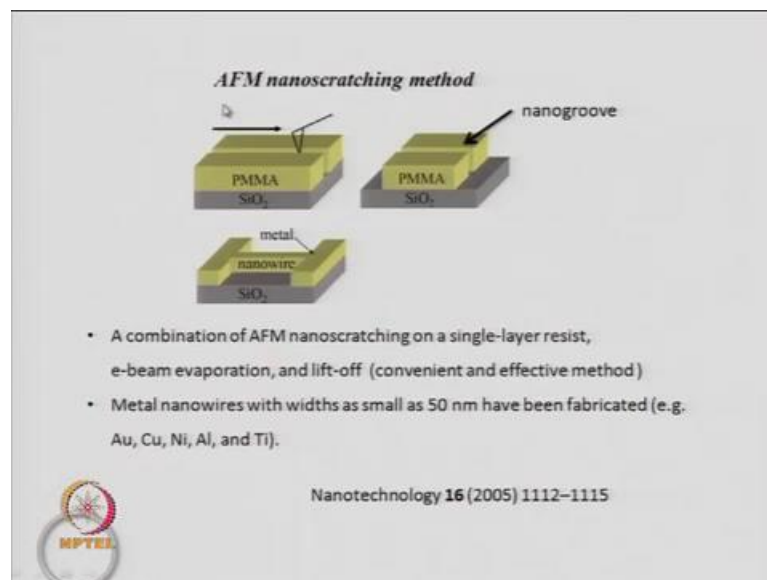 AFM nanoscratching method
nanogroove
PMMA
SiO₂
PMMA
SiO₂
metal
nanowire
SiO₂
• A combination of AFM nanoscratching on a single-layer resist,
e-beam evaporation, and lift-off (convenient and effective method)
• Metal nanowires with widths as small as 50 nm have been fabricated (e.g.
Au, Cu, Ni, Al, and Ti).
Nanotechnology 16 (2005) 1112–1115
NPTEL